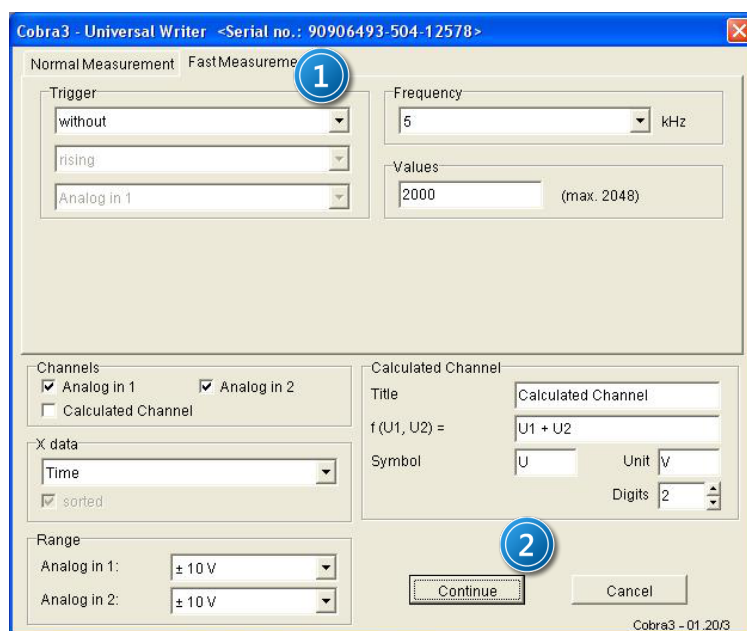 Cobra3 - Universal Writer <Serial no.: 90906493-504-12578>
Normal Measurement Fast Measureme
1
Trigger
without
rising
Analog in 1
Frequency
5 kHz
Values
2000 (max. 2048)
Channels
Analog in 1 Analog in 2
Calculated Channel
X data
Time
sorted
Range
Analog in 1: ± 10 V
Analog in 2: ± 10 V
Calculated Channel
Title Calculated Channel
f (U1, U2) = U1 + U2
Symbol U Unit V
Digits 2
2
Continue Cancel
Cobra3 - 01.20/3